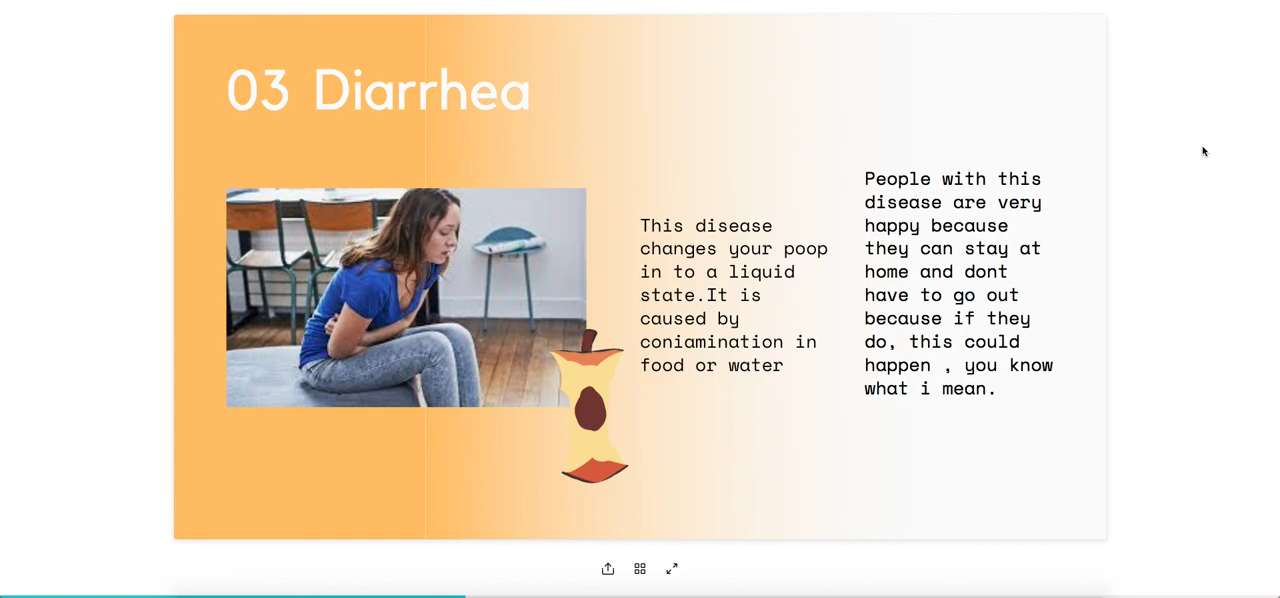 03 Diarrhea
This disease
changes your poop
in to a liquid
state.It is
caused by
coniamination in
food or water
People with this
disease are very
happy because
they can stay at
home and dont
have to go out
because if they
do, this could
happen , you know
what i mean.